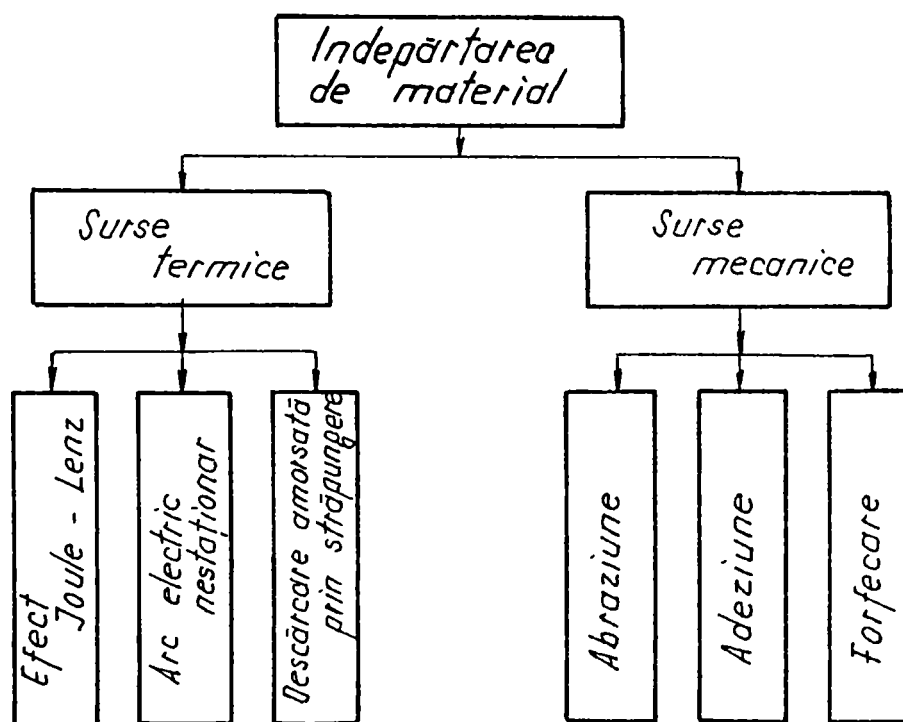 Indepărtarea
de material
Surse
termice
Surse
mecanice
Efect
Joule - Lenz
Arc electric
nestaționar
Descărcare amorsată
prin străpungere
Abraziune
Adeziune
Forfecare